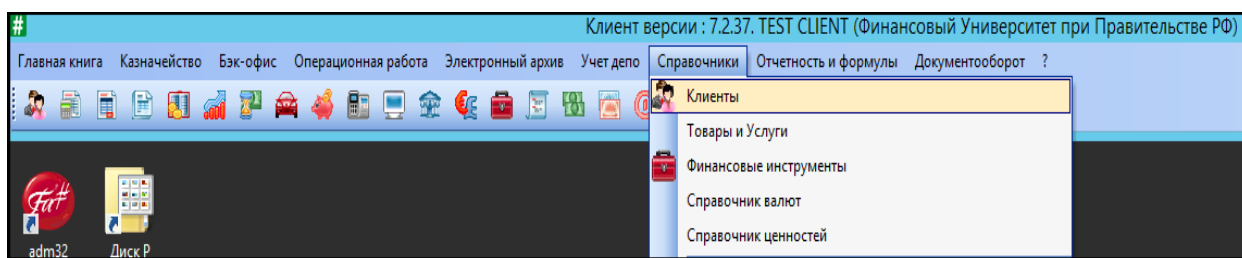 #
Клиент версии : 7.2.37. TEST CLIENT (Финансовый Университет при Правительстве РФ)
Главная книга Казначейство Бэк-офис Операционная работа Электронный архив Учет депо Справочники Отчетность и формулы Документооборот ?
Клиенты
Товары и Услуги
Финансовые инструменты
Справочник валют
Справочник ценностей
Fa#
adm32 Диск P